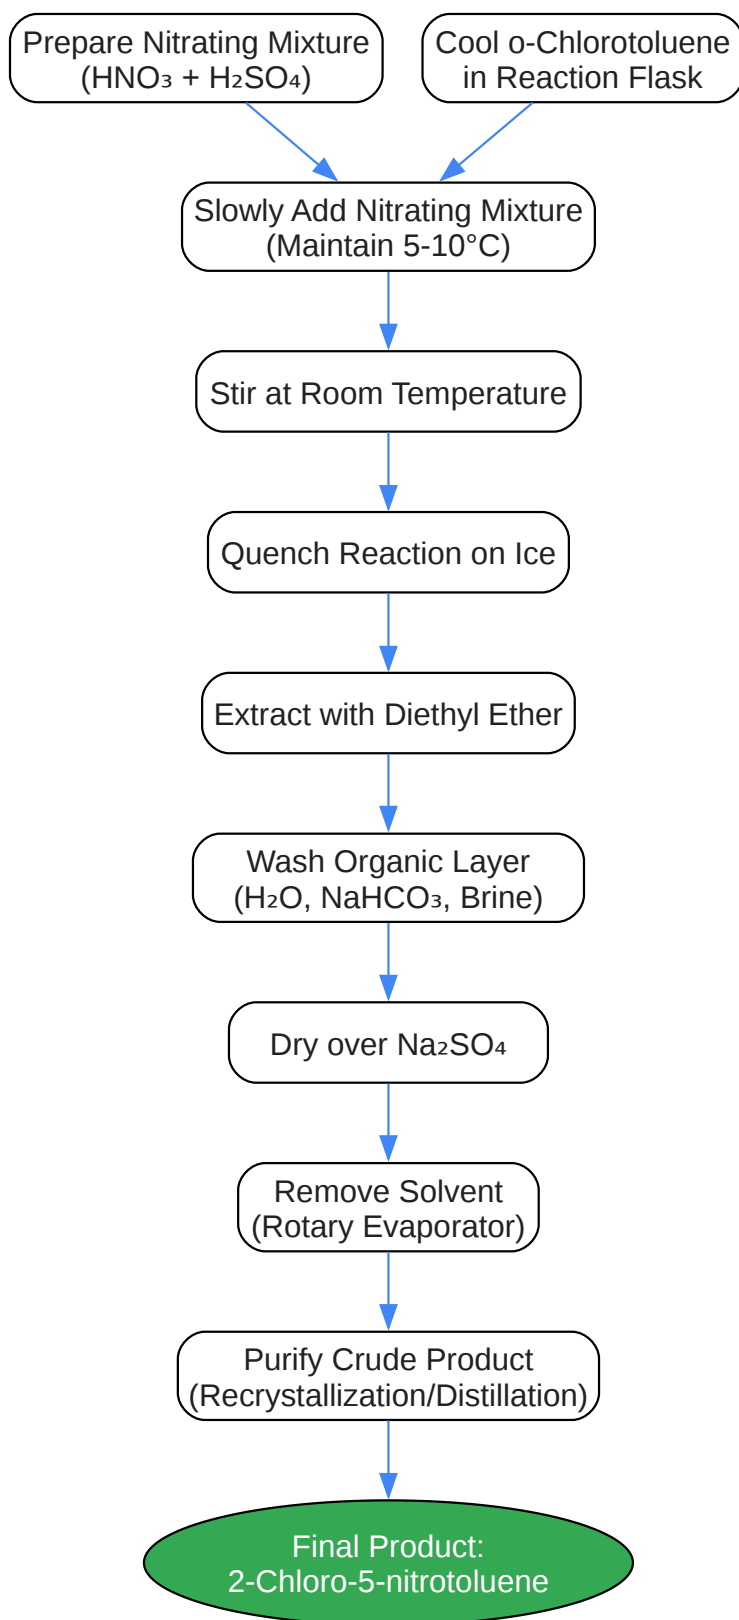 Prepare Nitrating Mixture
(HNO₃ + H₂SO₄)
Cool o-Chlorotoluene
in Reaction Flask
Slowly Add Nitrating Mixture
(Maintain 5-10°C)
Stir at Room Temperature
Quench Reaction on Ice
Extract with Diethyl Ether
Wash Organic Layer
(H₂O, NaHCO₃, Brine)
Dry over Na₂SO₄
Remove Solvent
(Rotary Evaporator)
Purify Crude Product
(Recrystallization/Distillation)
Final Product:
2-Chloro-5-nitrotoluene